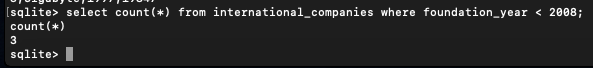 [sqlite> select count(*) from international_companies where foundation_year < 2008;
count(*)
3
sqlite>